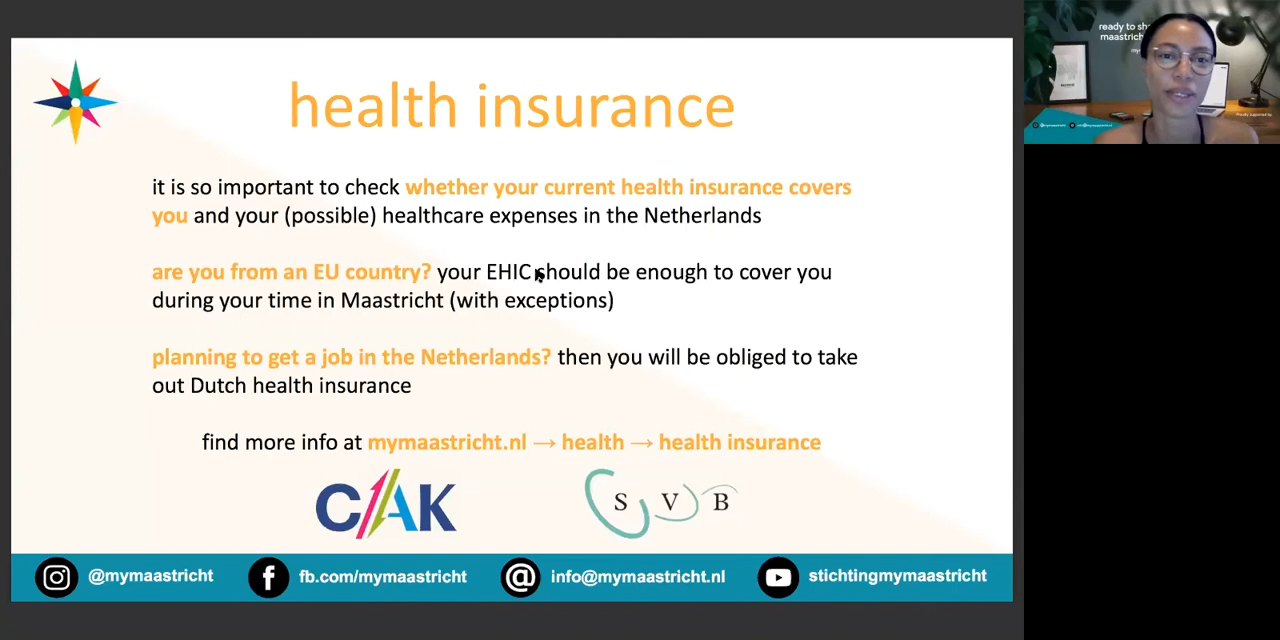 health insurance
it is so important to check whether your current health insurance covers
you and your (possible) healthcare expenses in the Netherlands
are you from an EU country? your EHIC should be enough to cover you
during your time in Maastricht (with exceptions)
planning to get a job in the Netherlands? then you will be obliged to take
out Dutch health insurance
find more info at mymaastricht.nl → health → health insurance
CAK
S V B
@mymaastricht
fb.com/mymaastricht
info@mymaastricht.nl
stichtingmymaastricht
ready to